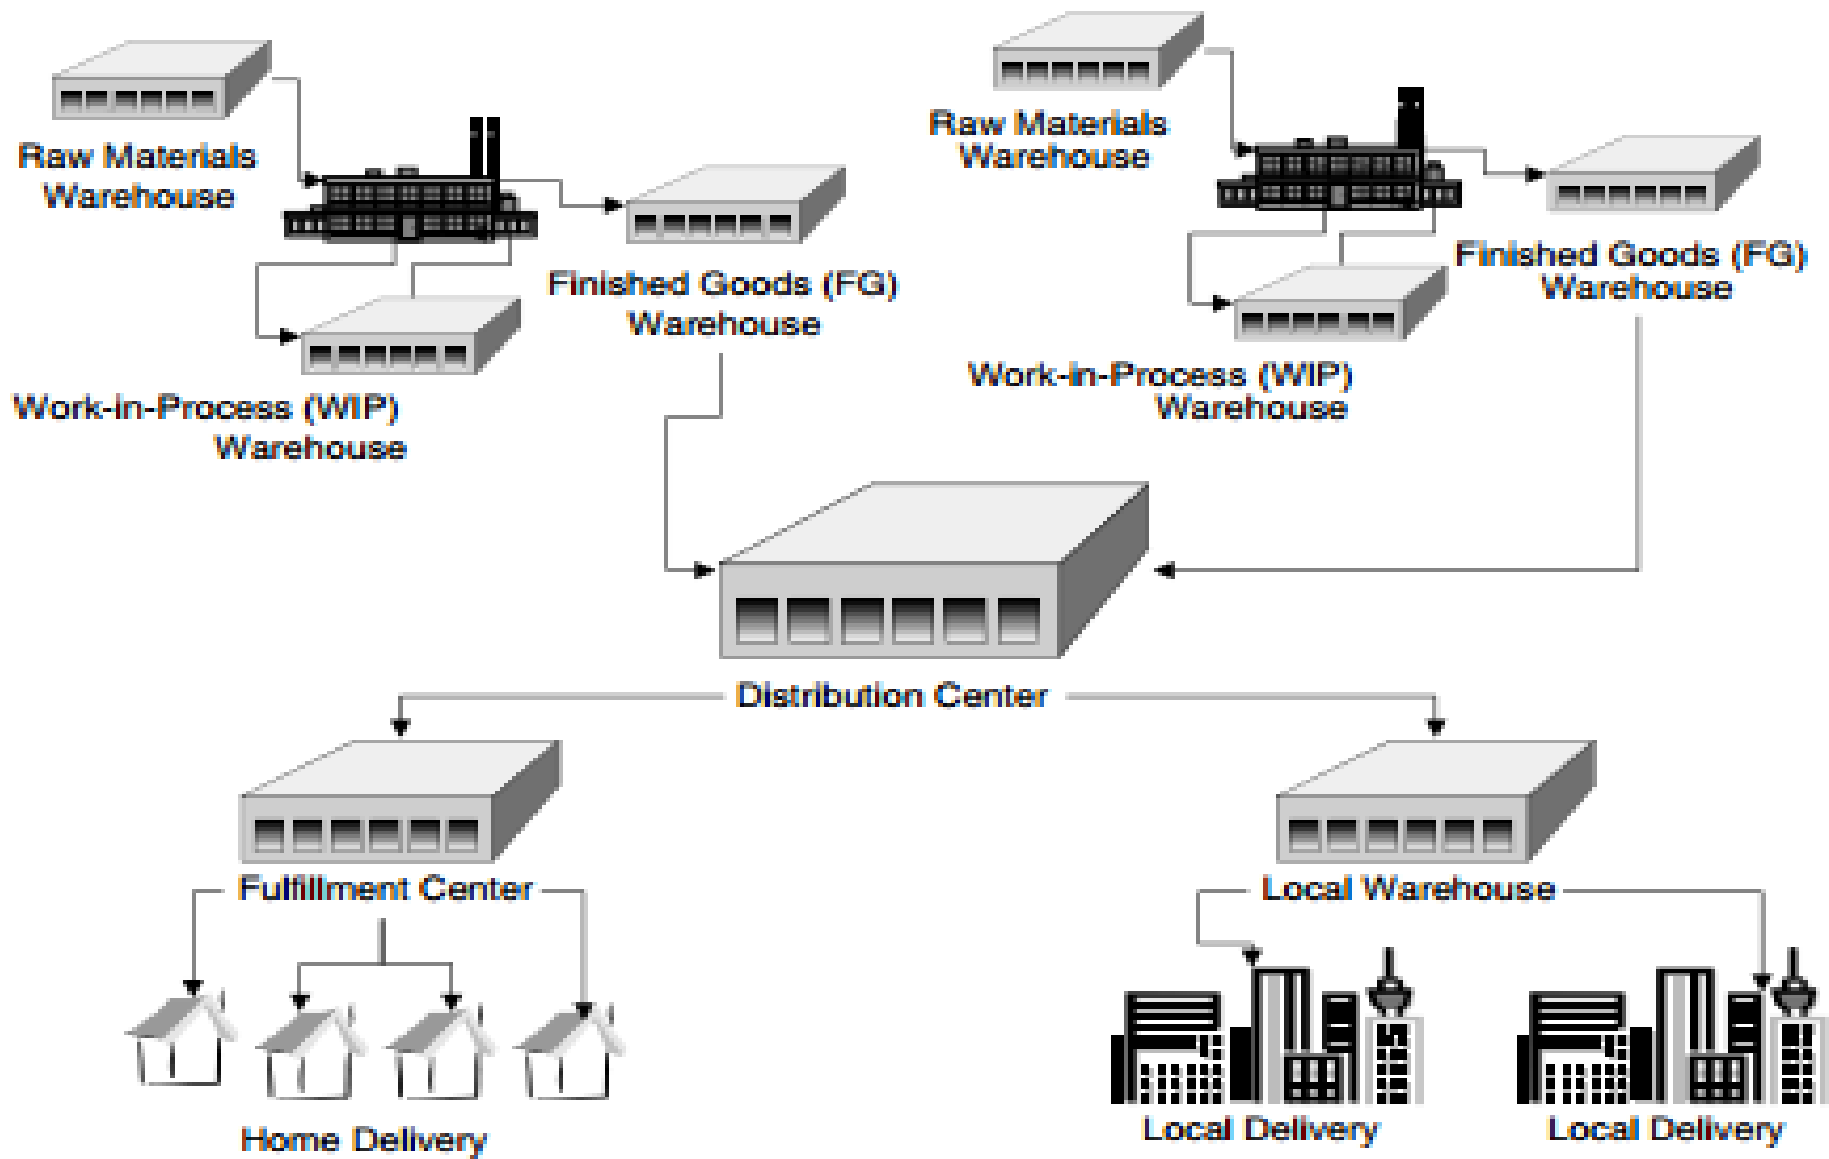 Raw Materials
Warehouse
Finished Goods (FG)
Warehouse
Work-in-Process (WIP)
Warehouse
Raw Materials
Warehouse
Finished Goods (FG)
Warehouse
Work-in-Process (WIP)
Warehouse
Distribution Center
Fulfillment Center
Local Warehouse
Home Delivery
Local Delivery
Local Delivery